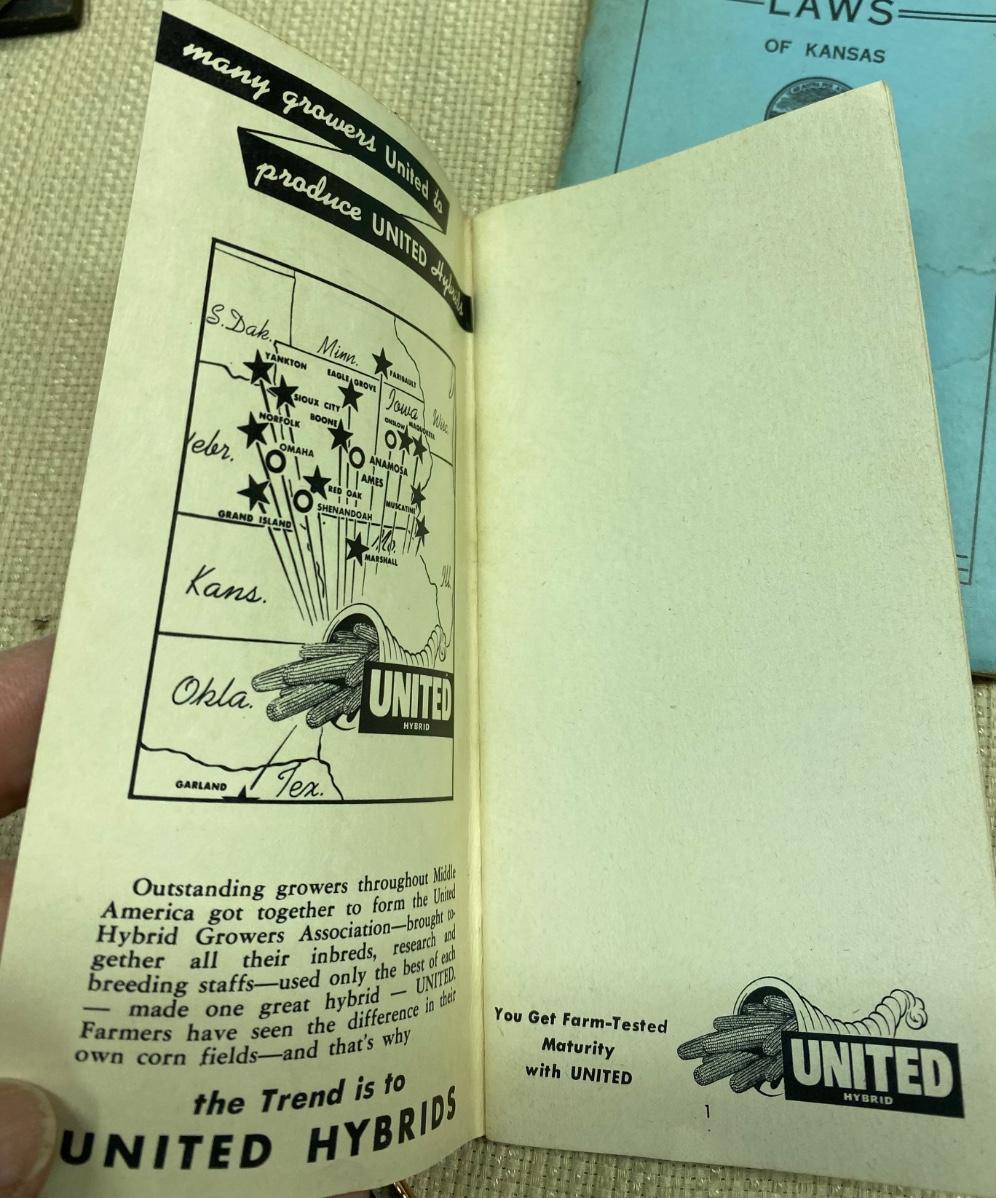 LAWS
OF KANSAS
many growers United to
produce UNITED Hybrids
S. Dak.
Minn.
YANKTON
FARIBAULT
EAGLE GROVE
SIOUX CITY
Iowa
Wisc.
NORFOLK
BOONE
ONSLOW
MAQUOKETA
ebr.
OMAHA
ANAMOSA
AMES
RED OAK
MUSCATINE
GRAND ISLAND
SHENANDOAH
Mo.
MARSHALL
Ill.
Kans.
Okla.
UNITED
HYBRID
GARLAND
Tex.
Outstanding growers throughout Middle
America got together to form the United
Hybrid Growers Association—brought to-
gether all their inbreds, research and
breeding staffs—used only the best of each
— made one great hybrid — UNITED.
Farmers have seen the difference in their
own corn fields—and that's why
the Trend is to
UNITED HYBRIDS
You Get Farm-Tested
Maturity
with UNITED
UNITED
HYBRID
1